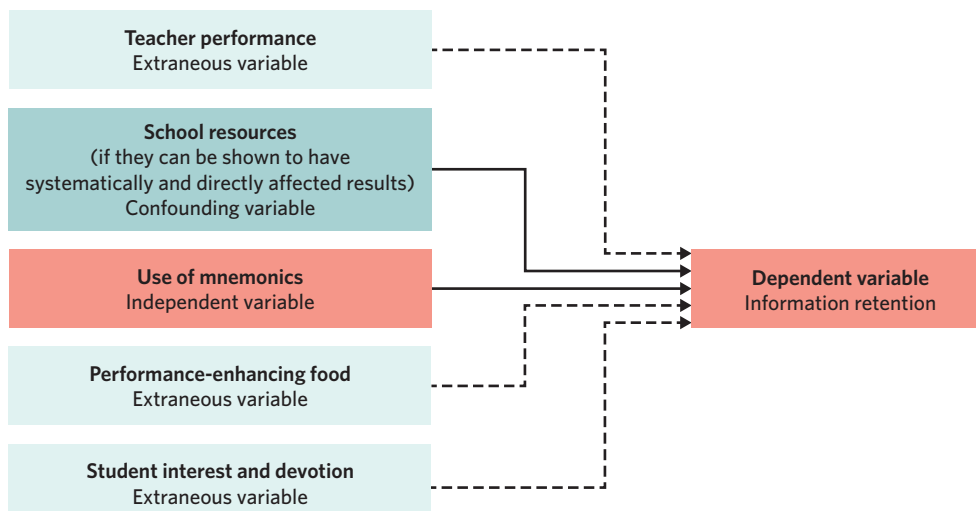 Teacher performance
Extraneous variable
School resources
(if they can be shown to have
systematically and directly affected results)
Confounding variable
Use of mnemonics
Independent variable
Dependent variable
Information retention
Performance-enhancing food
Extraneous variable
Student interest and devotion
Extraneous variable